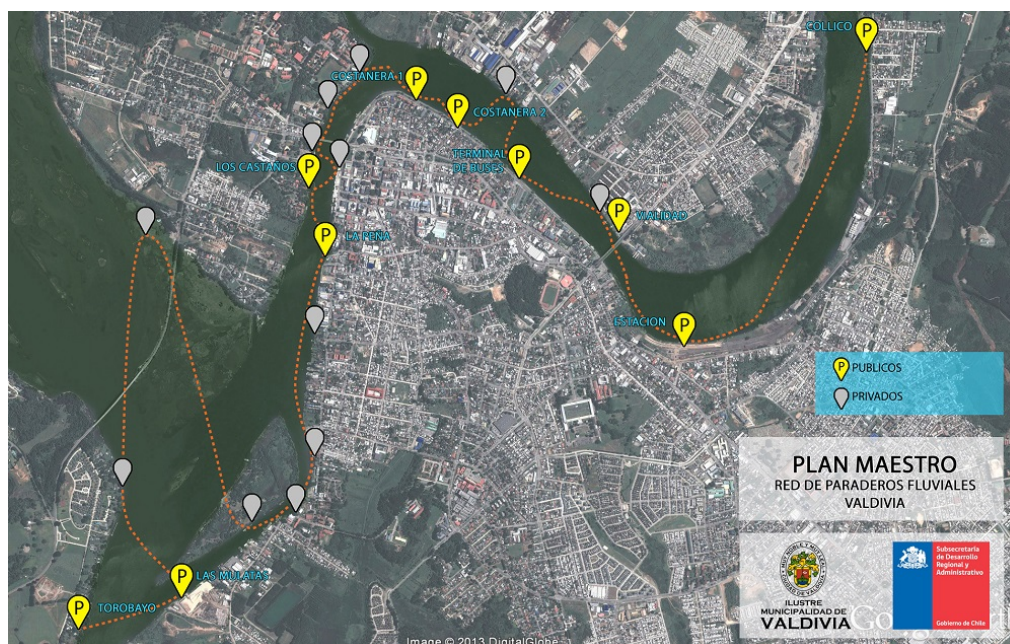 COLLICO
P
COSTANERA 1
P
P
COSTANERA 2
TERMINAL
DE BUSES
P
LOS CASTAÑOS
P
P
VIALIDAD
P
LA PEÑA
ESTACION
P
P
PUBLICOS
PRIVADOS
PLAN MAESTRO
RED DE PARADEROS FLUVIALES
VALDIVIA
P
LAS MULATAS
P
TOROBAYO
ILUSTRE
MUNICIPALIDAD DE
VALDIVIA
Subsecretaría
de Desarrollo
Regional y
Administrativo
Gobierno de Chile
Image © 2013 DigitalGlobe